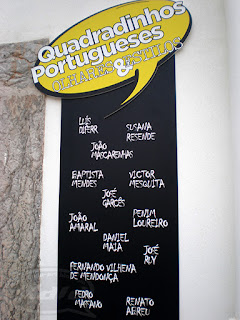 Quadradinhos
Portugueses
OLHARES & ESTILOS
LUÍS
DIFERR
SUSANA
RESENDE
JOÃO
MASCARENHAS
BAPTISTA
MENDES
VICTOR
MESQUITA
JOSÉ
GARCÊS
JOÃO
AMARAL
PENIM
LOUREIRO
DANIEL
MAIA
JOSÉ
RUY
FERNANDO VILHENA
DE MENDONÇA
PEDRO
MASSANO
RENATO
ABREU